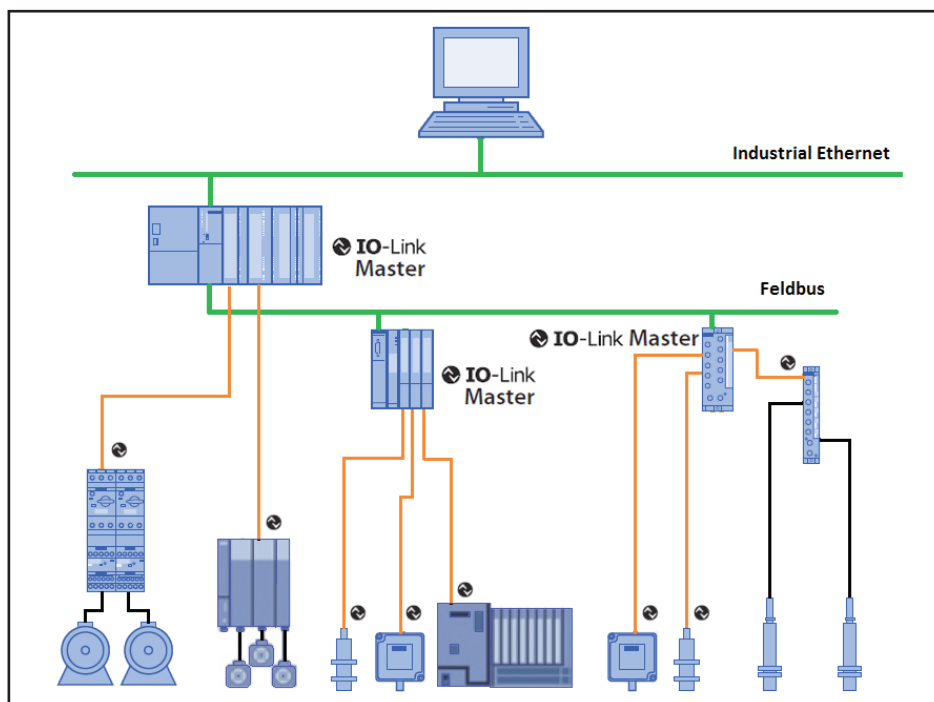 Industrial Ethernet
IO-Link
Master
Feldbus
IO-Link Master
IO-Link
Master